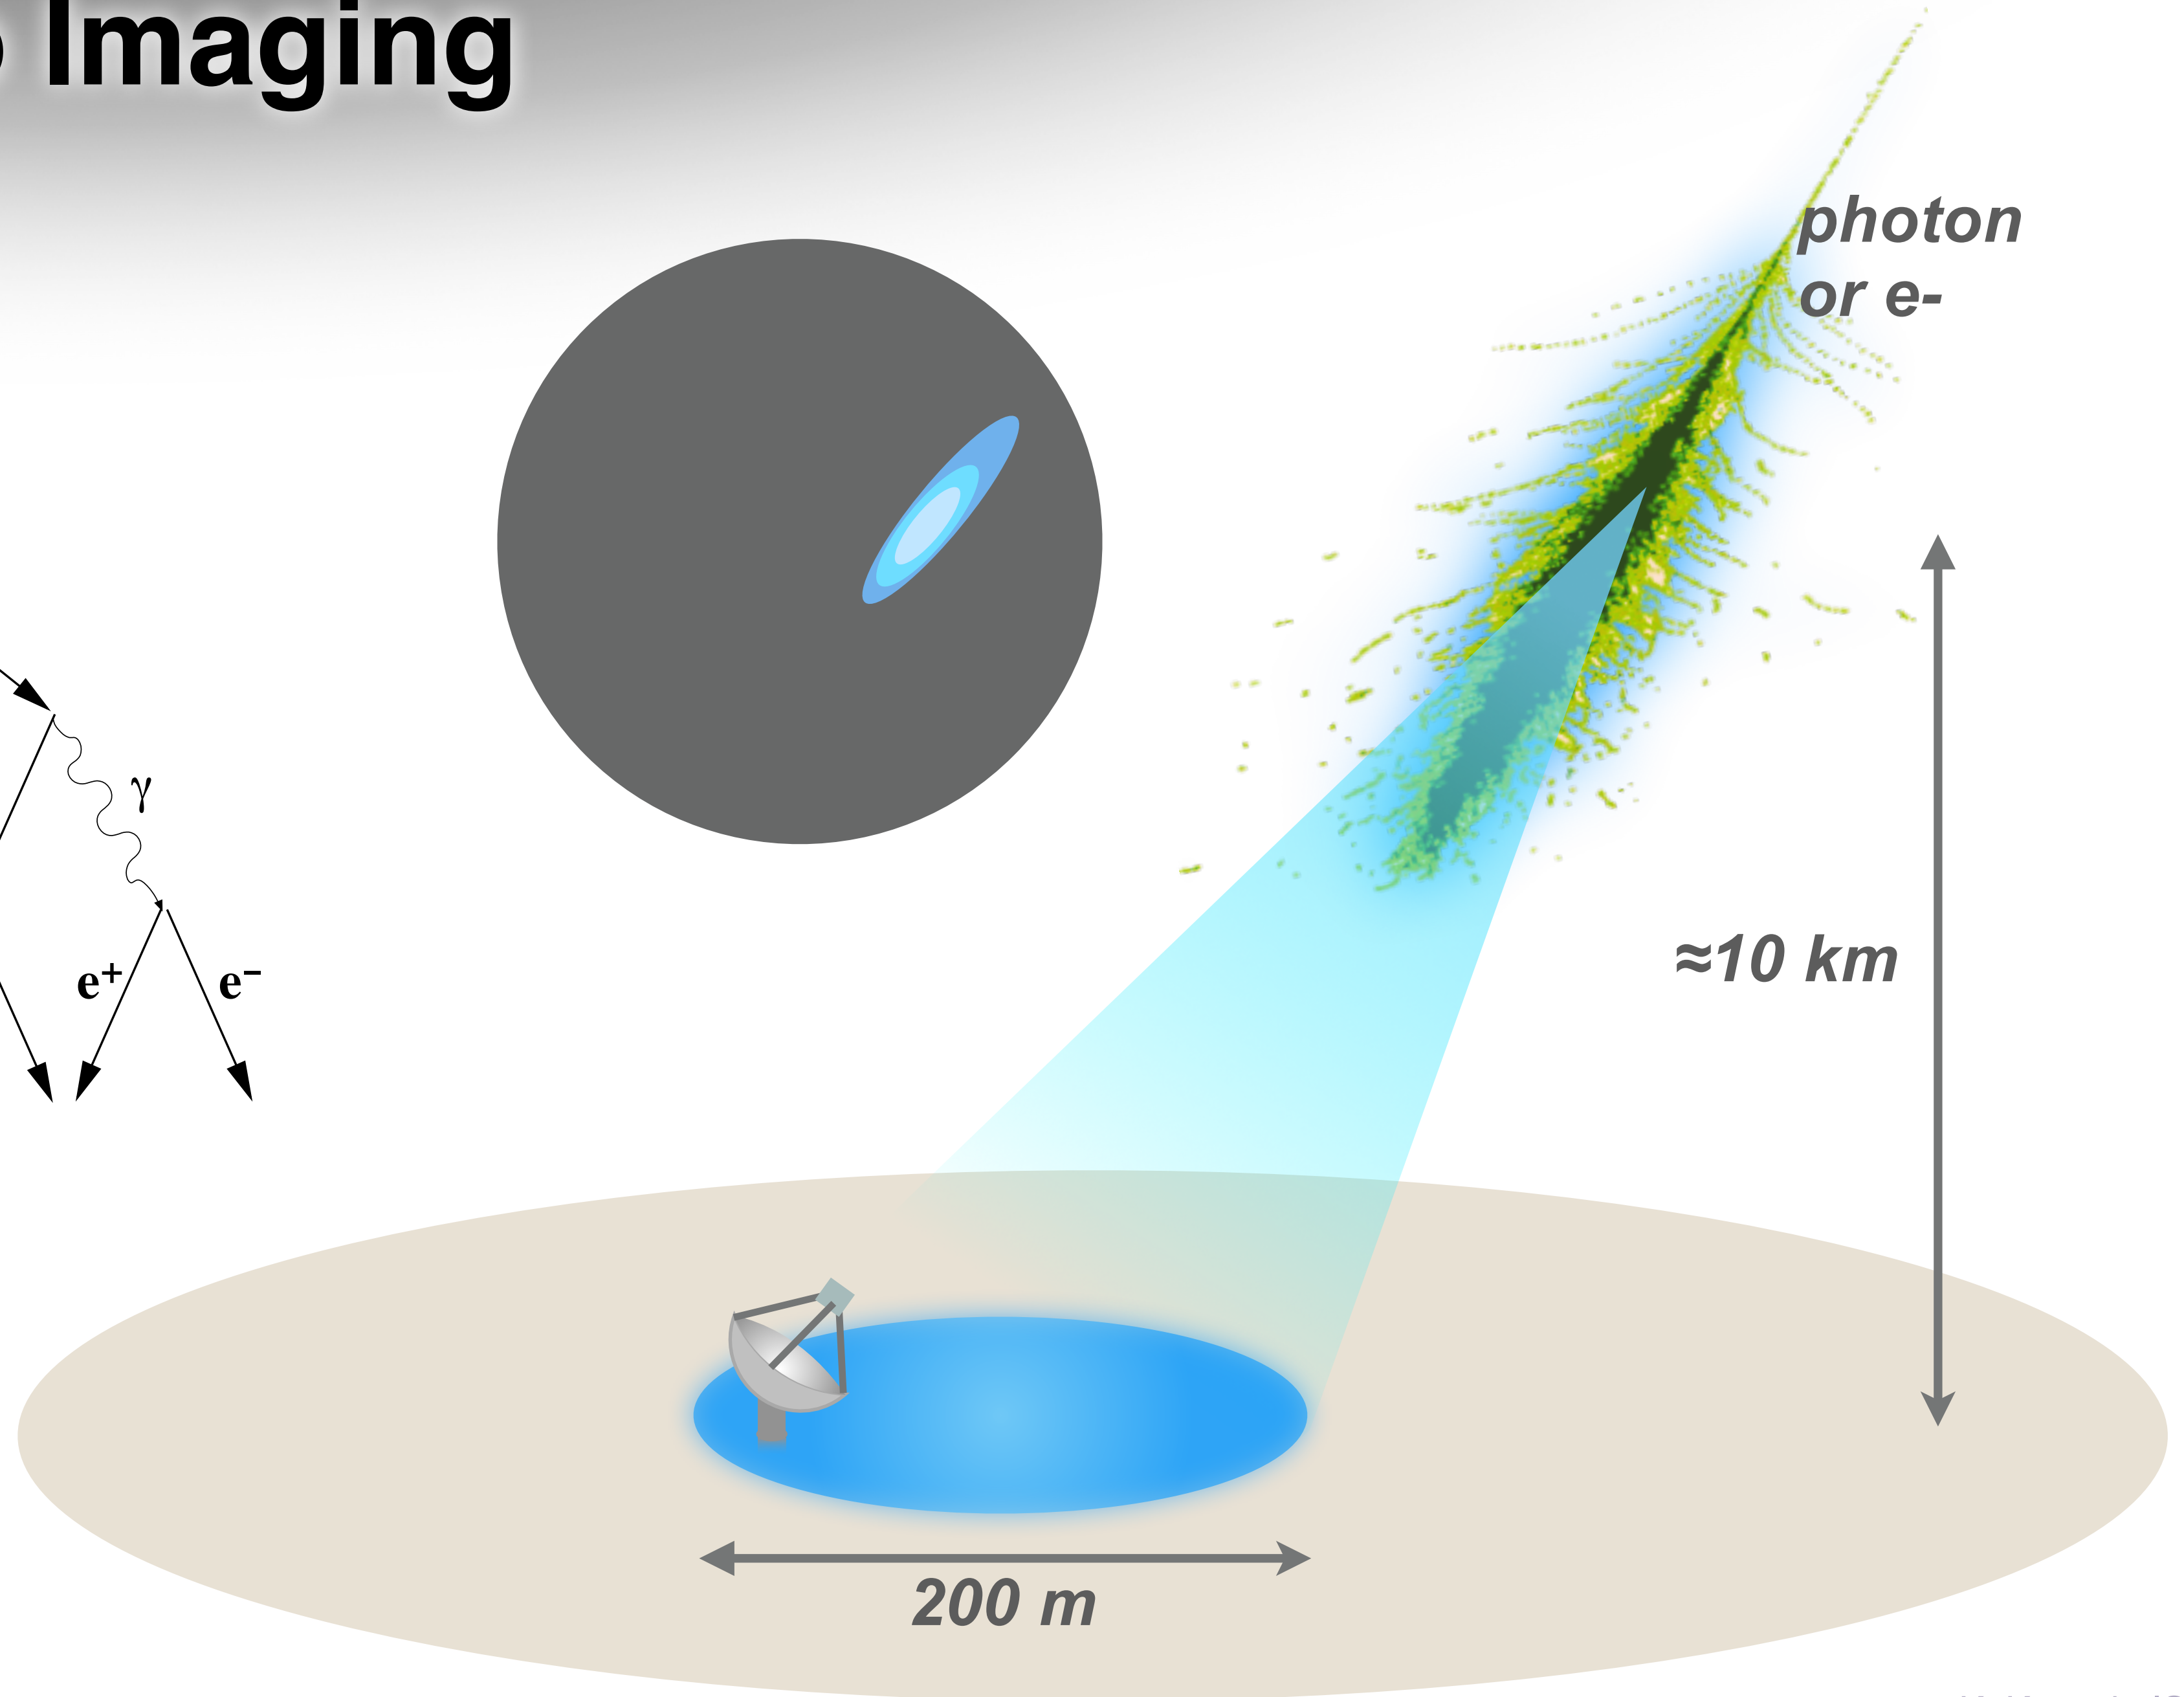 Imaging
photon
or e-
γ
e+
e−
≈10 km
200 m